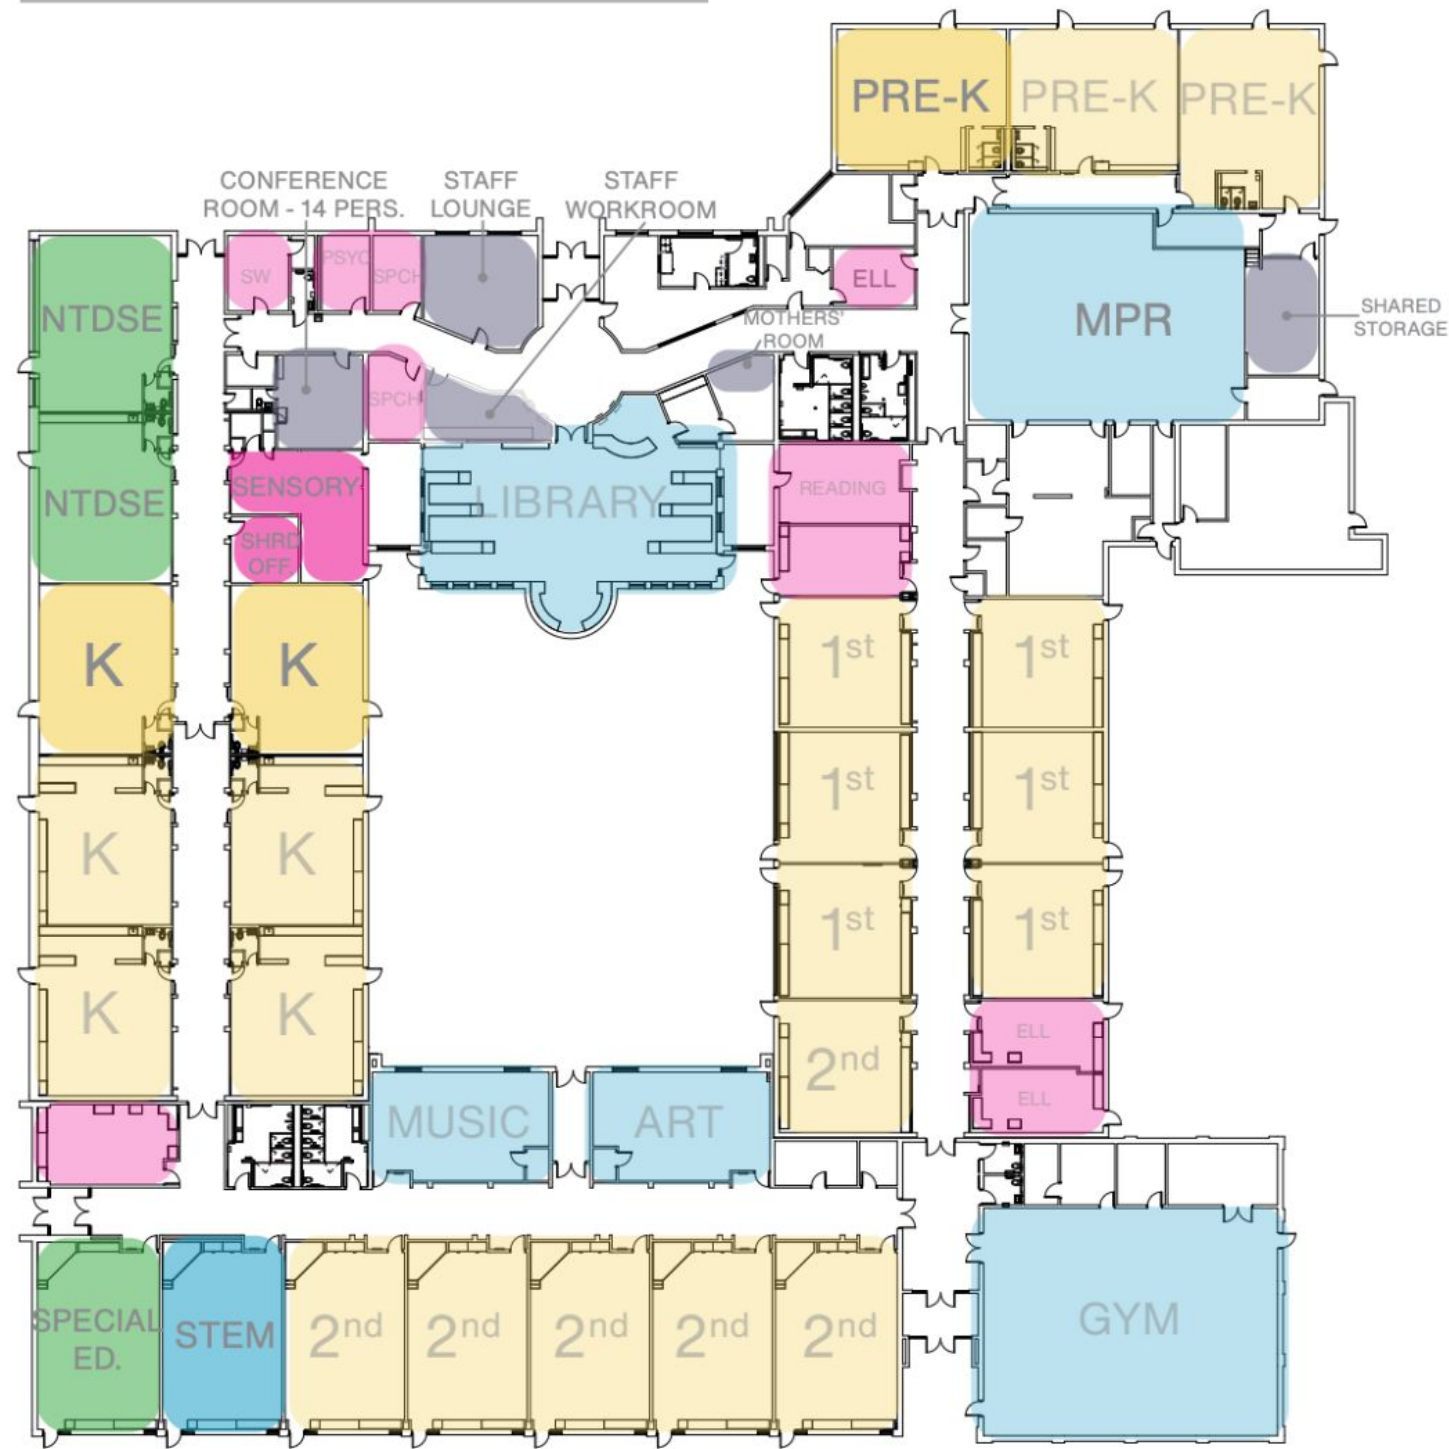 PRE-K
PRE-K
PRE-K
CONFERENCE
ROOM - 14 PERS.
STAFF
LOUNGE
STAFF
WORKROOM
NTDSE
SW
PSYC
SPCH
ELL
MOTHERS'
ROOM
MPR
SHARED
STORAGE
SPCH
NTDSE
SENSORY
SHRD
OFF.
LIBRARY
READING
K
K
1st
1st
K
K
1st
1st
K
K
1st
1st
2nd
ELL
ELL
MUSIC
ART
SPECIAL
ED.
STEM
2nd
2nd
2nd
2nd
2nd
GYM